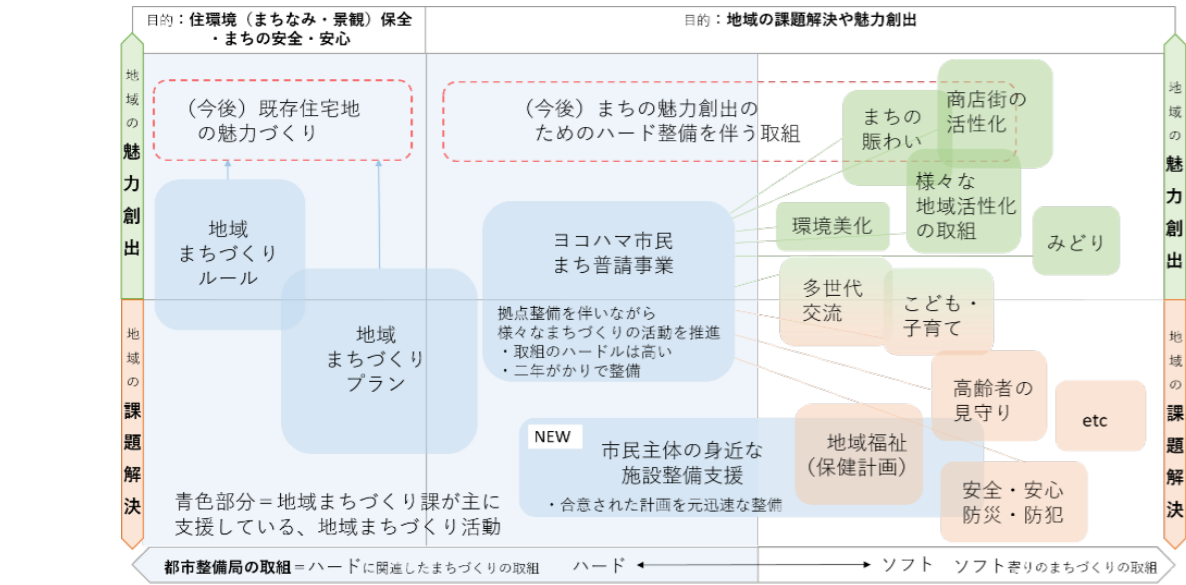 目的：住環境（まちなみ・景観）保全
・まちの安全・安心
目的：地域の課題解決や魅力創出
地域の魅力創出
地域の課題解決
（今後）既存住宅地
の魅力づくり
地域
まちづくり
ルール
地域
まちづくり
プラン
青色部分＝地域まちづくり課が主に
支援している、地域まちづくり活動
（今後）まちの魅力創出の
ためのハード整備を伴う取組
ヨコハマ市民
まち普請事業
拠点整備を伴いながら
様々なまちづくりの活動を推進
・取組のハードルは高い
・二年がかりで整備
NEW
市民主体の身近な
施設整備支援
・合意された計画を元迅速な整備
まちの
賑わい
商店街の
活性化
様々な
地域活性化
の取組
環境美化
みどり
多世代
交流
こども・
子育て
高齢者の
見守り
etc
地域福祉
（保健計画）
安全・安心
防災・防犯
地域の魅力創出
地域の課題解決
都市整備局の取組＝ハードに関連したまちづくりの取組
ハード
ソフト
ソフト寄りのまちづくりの取組